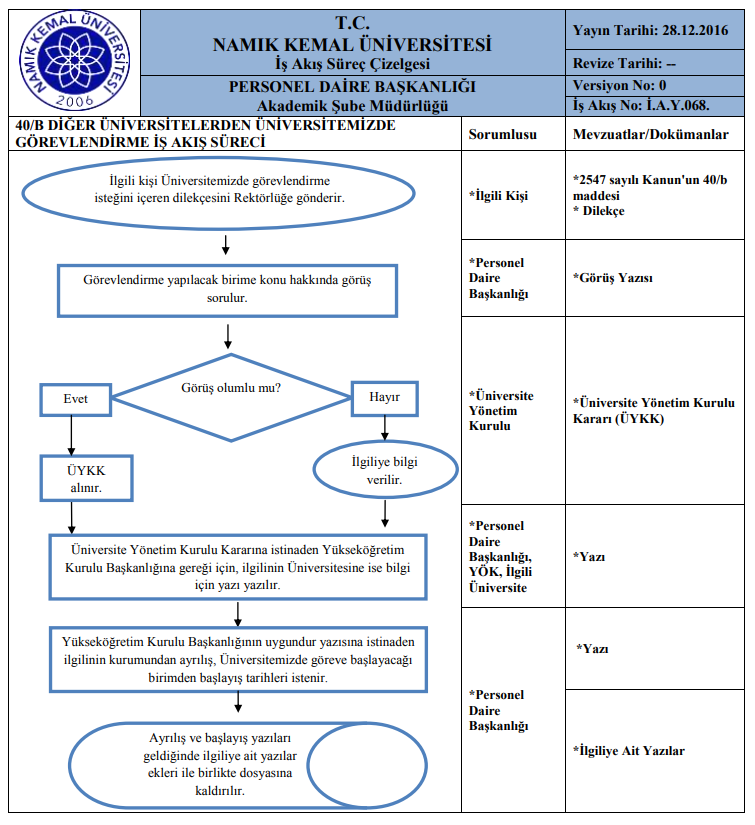 NAMIK KEMAL ÜNİVERSİTESİ
2006
T.C.
NAMIK KEMAL ÜNİVERSİTESİ
İş Akış Süreç Çizelgesi
PERSONEL DAİRE BAŞKANLIĞI
Akademik Şube Müdürlüğü
Yayın Tarihi: 28.12.2016
Revize Tarihi: --
Versiyon No: 0
İş Akış No: İ.A.Y.068.
40/B DİĞER ÜNİVERSİTELERDEN ÜNİVERSİTEMİZDE
GÖREVLENDİRME İŞ AKIŞ SÜRECİ
Sorumlusu
Mevzuatlar/Dokümanlar
İlgili kişi Üniversitemizde görevlendirme
isteğini içeren dilekçesini Rektörlüğe gönderir.
*İlgili Kişi
*2547 sayılı Kanun'un 40/b
maddesi
* Dilekçe
Görevlendirme yapılacak birime konu hakkında görüş
sorulur.
*Personel
Daire
Başkanlığı
*Görüş Yazısı
Görüş olumlu mu?
Evet
Hayır
ÜYKK
alınır.
İlgiliye bilgi
verilir.
*Üniversite
Yönetim
Kurulu
*Üniversite Yönetim Kurulu
Kararı (ÜYKK)
Üniversite Yönetim Kurulu Kararına istinaden Yükseköğretim
Kurulu Başkanlığına gereği için, ilgilinin Üniversitesine ise bilgi
için yazı yazılır.
*Personel
Daire
Başkanlığı,
YÖK, İlgili
Üniversite
*Yazı
Yükseköğretim Kurulu Başkanlığının uygundur yazısına istinaden
ilgilinin kurumundan ayrılış, Üniversitemizde göreve başlayacağı
birimden başlayış tarihleri istenir.
*Yazı
*Personel
Daire
Başkanlığı
Ayrılış ve başlayış yazıları
geldiğinde ilgiliye ait yazılar
ekleri ile birlikte dosyasına
kaldırılır.
*İlgiliye Ait Yazılar